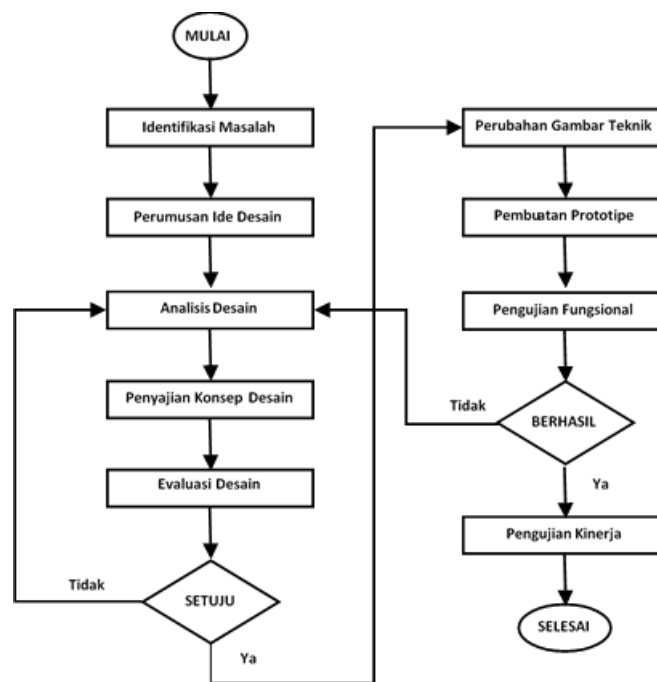 MULAI
Identifikasi Masalah
Perumusan Ide Desain
Analisis Desain
Penyajian Konsep Desain
Evaluasi Desain
Tidak
SETUJU
Ya
Perubahan Gambar Teknik
Pembuatan Prototipe
Pengujian Fungsional
Tidak
BERHASIL
Ya
Pengujian Kinerja
SELESAI